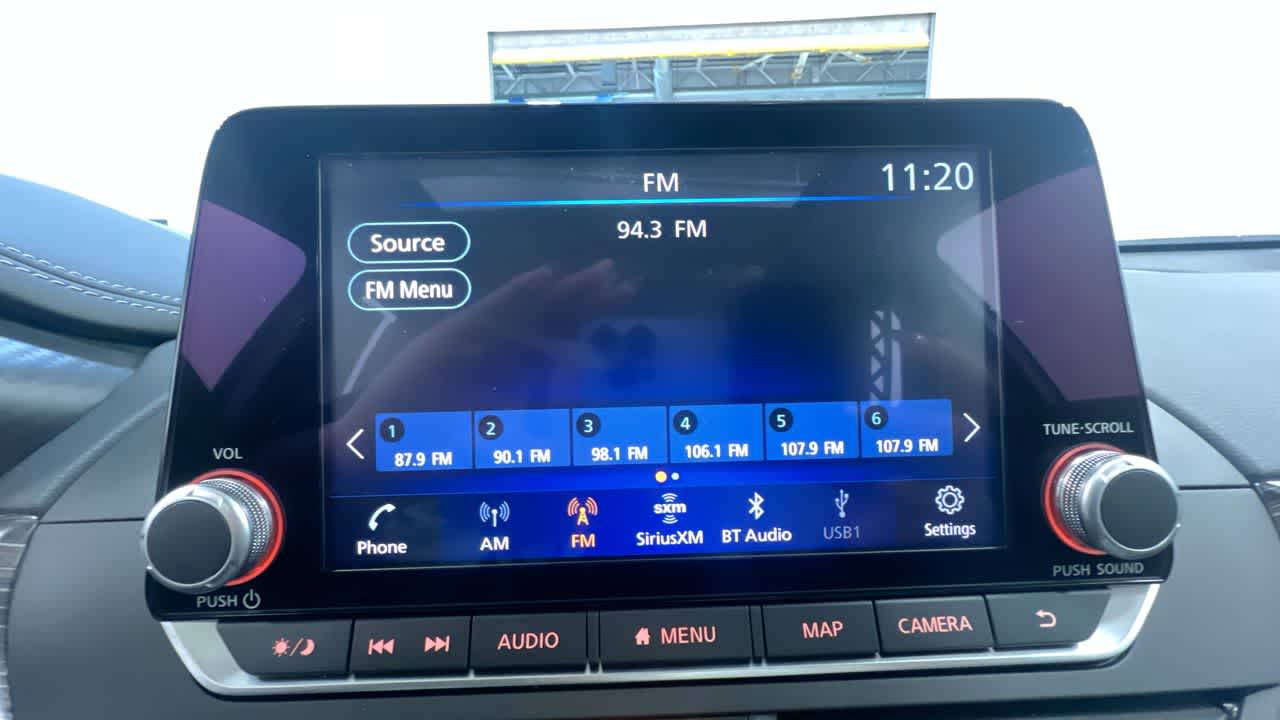 FM
11:20
94.3 FM
Source
FM Menu
1
2
3
4
5
6
87.9 FM
90.1 FM
98.1 FM
106.1 FM
107.9 FM
107.9 FM
Phone
AM
FM
sxm
SiriusXM
BT Audio
USB1
Settings
VOL
PUSH
TUNE·SCROLL
PUSH SOUND
AUDIO
MENU
MAP
CAMERA